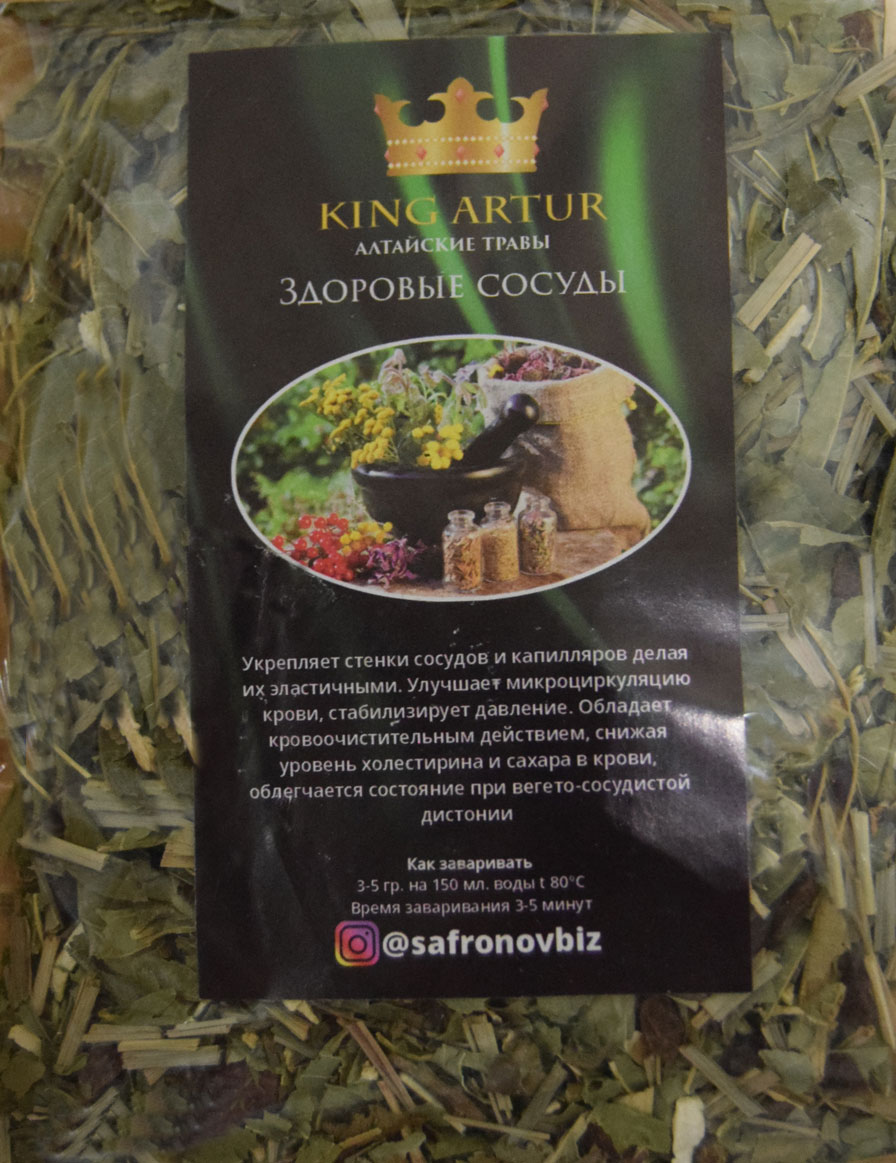 KING ARTUR
АЛТАЙСКИЕ ТРАВЫ
ЗДОРОВЫЕ СОСУДЫ
Укрепляет стенки сосудов и капилляров делая
их эластичными. Улучшает микроциркуляцию
крови, стабилизирует давление. Обладает
кровоочистительным действием, снижая
уровень холестирина и сахара в крови,
облегчается состояние при вегето-сосудистой
дистонии
Как заваривать
3-5 гр. на 150 мл. воды t 80°C
Время заваривания 3-5 минут
@safronovbiz